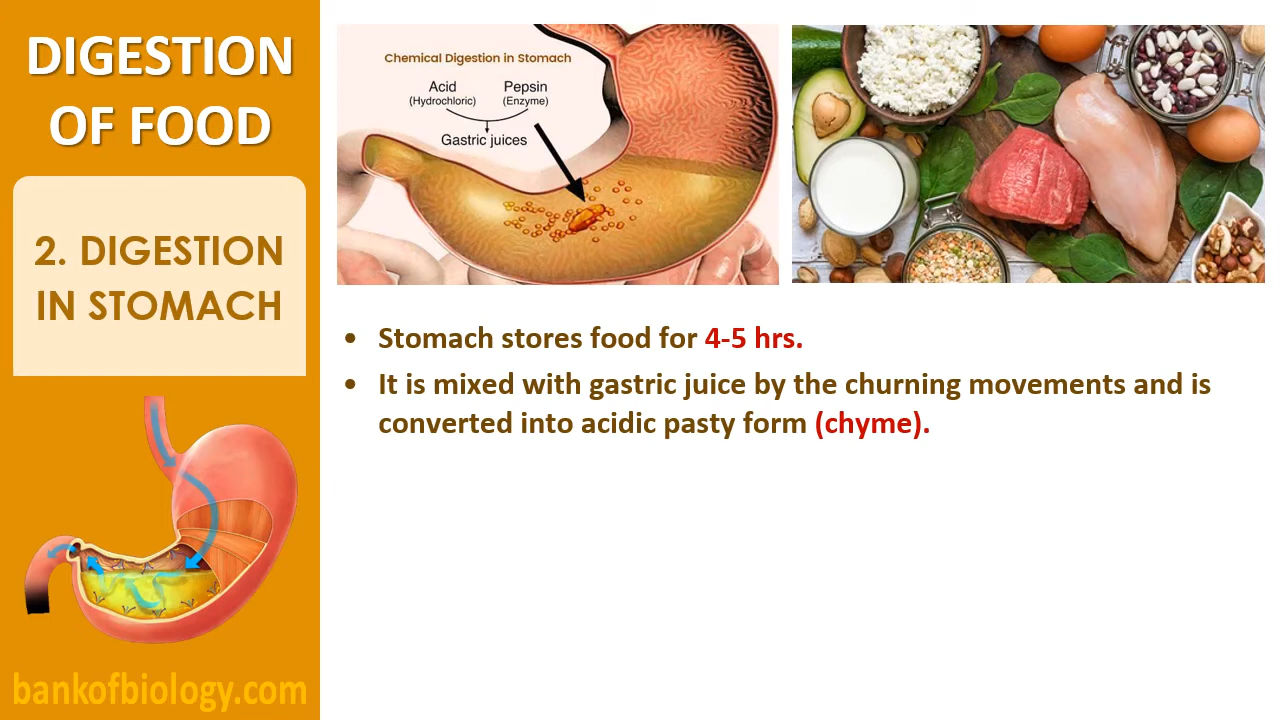 DIGESTION
OF FOOD
2. DIGESTION
IN STOMACH
bankofbiology.com
Chemical Digestion in Stomach
Acid Pepsin
(Hydrochloric) (Enzyme)
Gastric juices
• Stomach stores food for 4-5 hrs.
• It is mixed with gastric juice by the churning movements and is
converted into acidic pasty form (chyme).